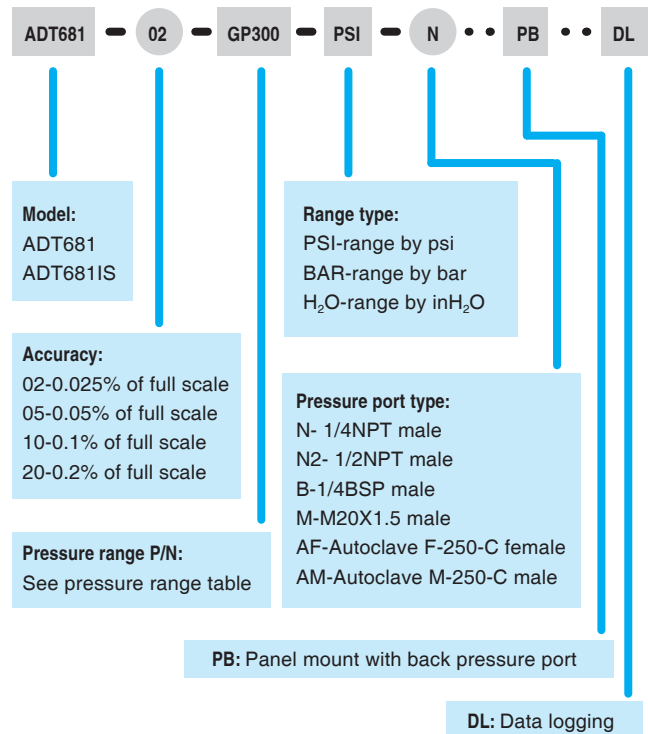 ADT681 – 02 – GP300 – PSI – N •• PB •• DL
Model:
ADT681
ADT681IS
Range type:
PSI-range by psi
BAR-range by bar
H₂O-range by inH₂O
Accuracy:
02-0.025% of full scale
05-0.05% of full scale
10-0.1% of full scale
20-0.2% of full scale
Pressure port type:
N- 1/4NPT male
N2- 1/2NPT male
B-1/4BSP male
M-M20X1.5 male
AF-Autoclave F-250-C female
AM-Autoclave M-250-C male
Pressure range P/N:
See pressure range table
PB: Panel mount with back pressure port
DL: Data logging